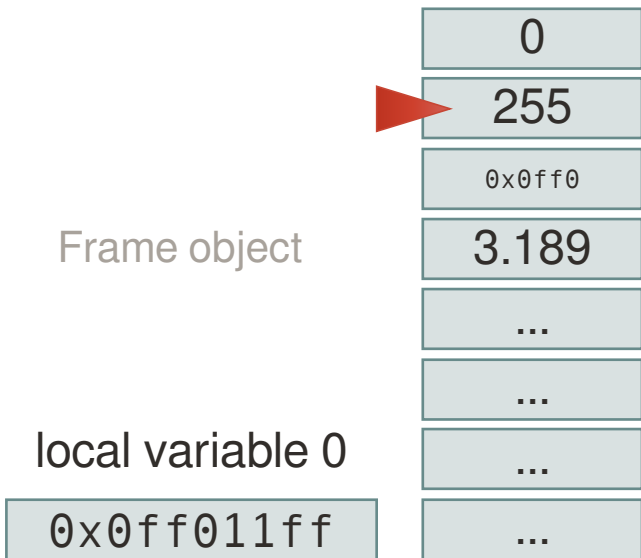 0
255
0x0ff0
Frame object
3.189
...
...
local variable 0
...
0x0ff011ff
...